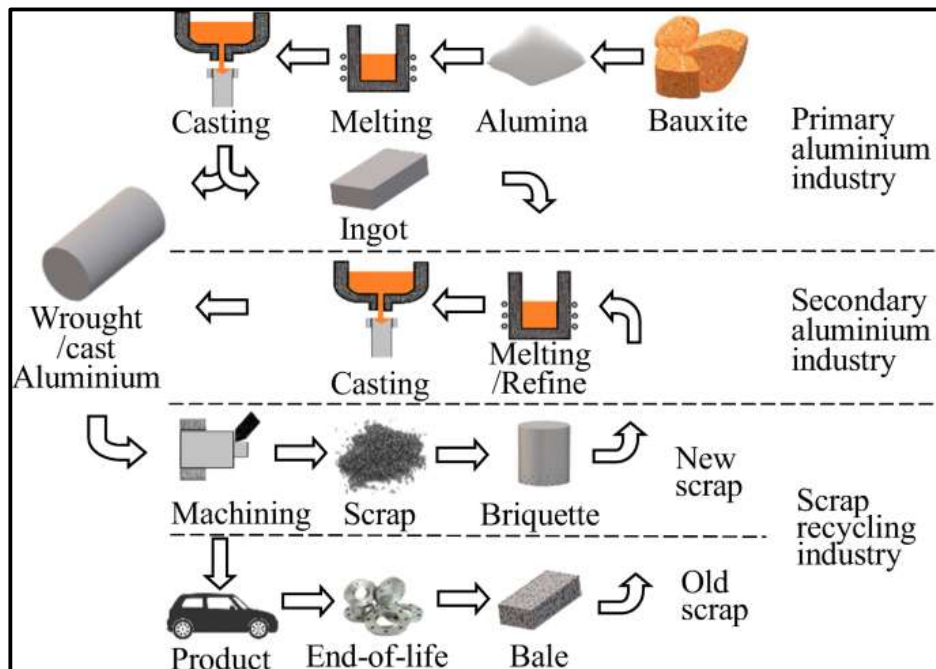 Casting
Melting
Alumina
Bauxite
Primary
aluminium
industry
Ingot
Wrought
/cast
Aluminium
Casting
Melting
/Refine
Secondary
aluminium
industry
Machining
Scrap
Briquette
New
scrap
Scrap
recycling
industry
Product
End-of-life
Bale
Old
scrap